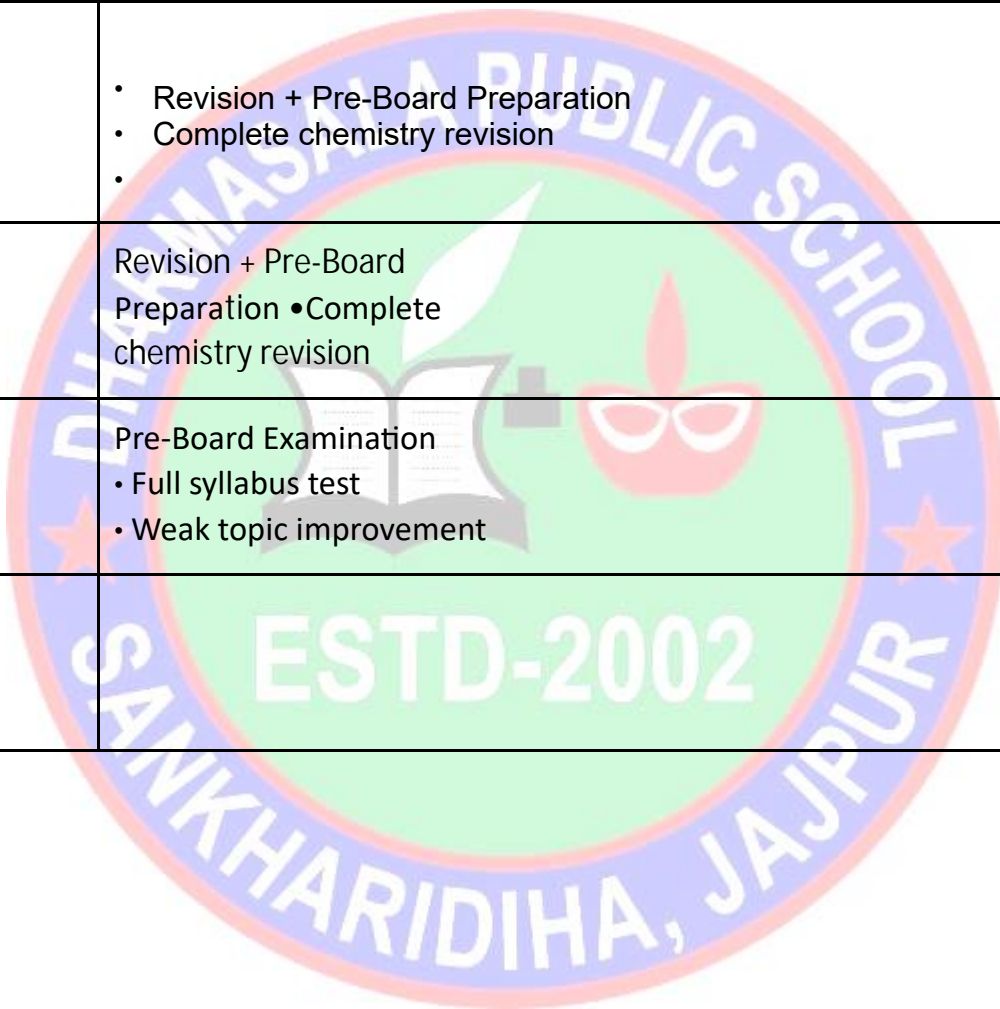 • Revision + Pre-Board Preparation
• Complete chemistry revision
•
Revision + Pre-Board
Preparation •Complete
chemistry revision
Pre-Board Examination
• Full syllabus test
• Weak topic improvement
DHARMASALA PUBLIC SCHOOL
ESTD-2002
SANKHARIDIHA, JAJPUR